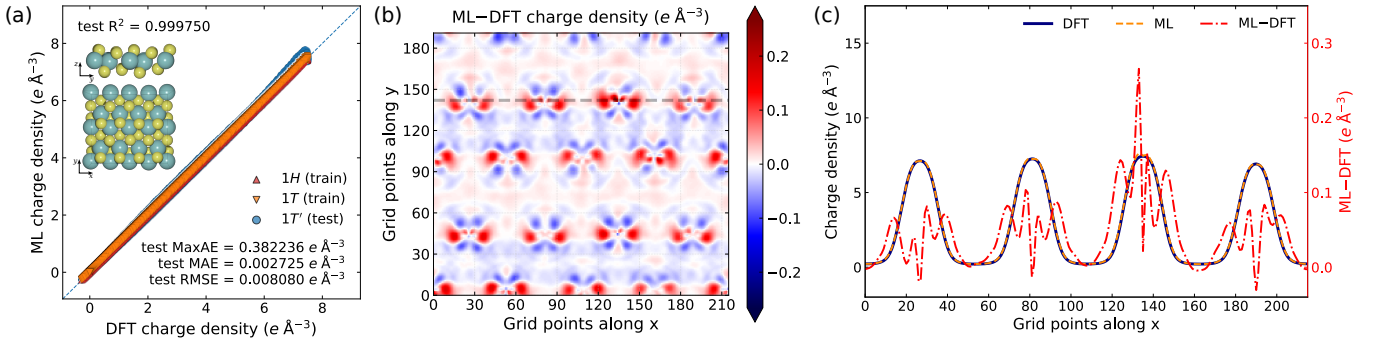 (a)
test R² = 0.999750
ML charge density (e Å⁻³)
8
6
4
2
0
z
y
y
x
1H (train)
1T (train)
1T′ (test)
test MaxAE = 0.382236 e Å⁻³
test MAE = 0.002725 e Å⁻³
test RMSE = 0.008080 e Å⁻³
0 2 4 6 8
DFT charge density (e Å⁻³)
(b)
ML−DFT charge density (e Å⁻³)
Grid points along y
180
150
120
90
60
30
0
0 30 60 90 120 150 180 210
Grid points along x
0.2
0.1
0.0
−0.1
−0.2
(c)
DFT ML ML−DFT
Charge density (e Å⁻³)
15
10
5
0
0 20 40 60 80 100 120 140 160 180 200
Grid points along x
0.3
0.2
0.1
0.0
ML−DFT (e Å⁻³)